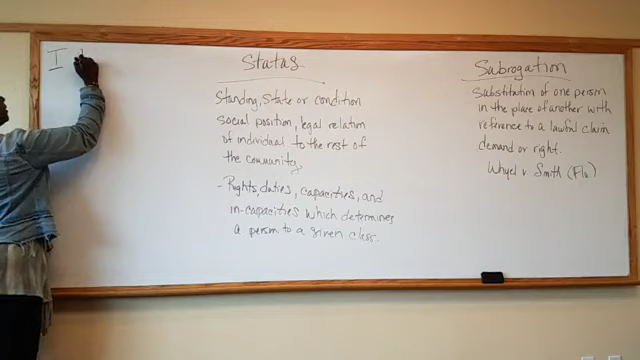 I
Status
Standing, State or condition
social position, legal relation
of individual to the rest of
the community.
- Rights, duties, capacities, and
in-capacities which determines
a person to a given class.
Subrogation
Substitution of one person
in the place of another with
reference to a lawful claim
demand or right.
Whyel v. Smith (Fla)